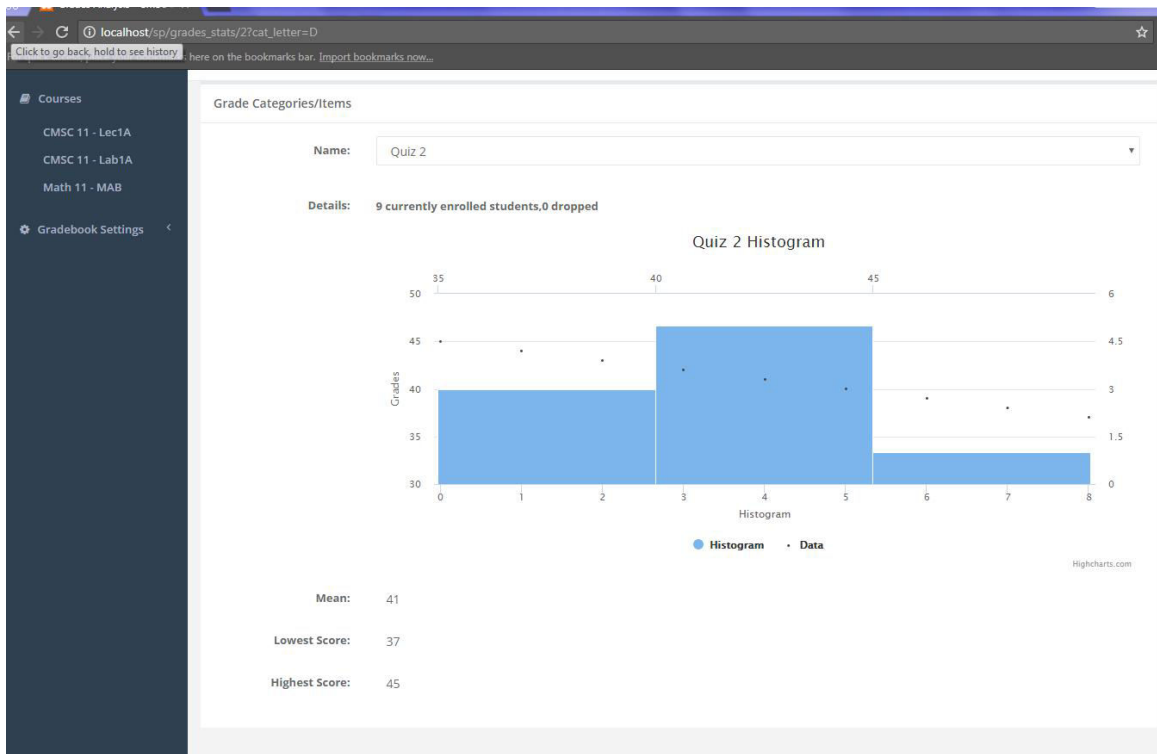 localhost/sp/grades_stats/2?cat_letter=D
Click to go back, hold to see history
here on the bookmarks bar. Import bookmarks now...
Courses
CMSC 11 - Lec1A
CMSC 11 - Lab1A
Math 11 - MAB
Gradebook Settings
Grade Categories/Items
Name: Quiz 2
Details: 9 currently enrolled students,0 dropped
Quiz 2 Histogram
35 40 45
50 6
45 4.5
40 3
35 1.5
30 0
Grades
0 1 2 3 4 5 6 7 8
Histogram
Histogram Data
Highcharts.com
Mean: 41
Lowest Score: 37
Highest Score: 45